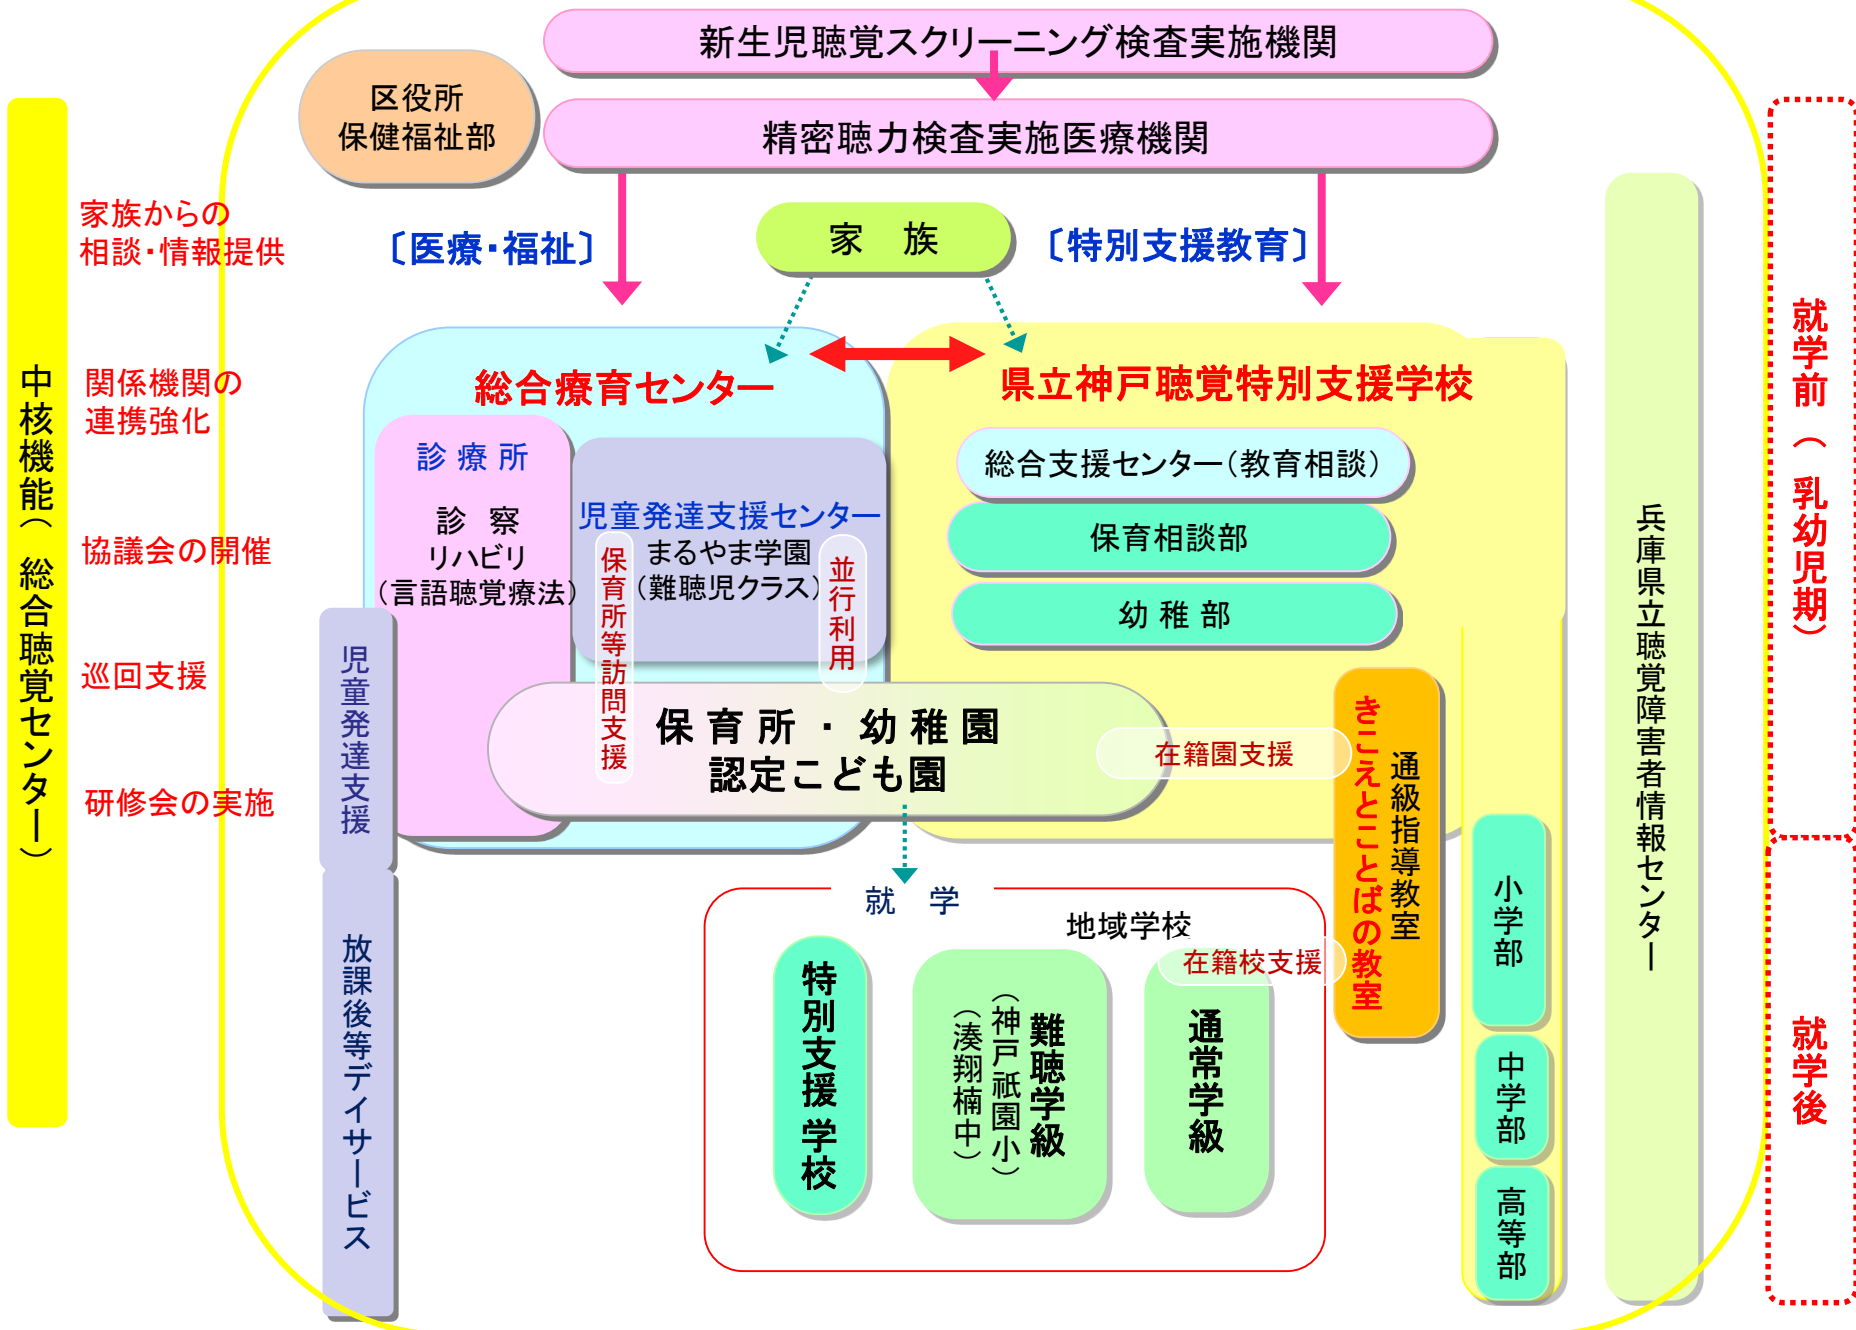 新生児聴覚スクリーニング検査実施機関
区役所
保健福祉部
精密聴力検査実施医療機関
中核機能（総合聴覚センター）
家族からの
相談・情報提供
関係機関の
連携強化
協議会の開催
巡回支援
研修会の実施
〔医療・福祉〕
家　族
〔特別支援教育〕
総合療育センター
県立神戸聴覚特別支援学校
診療所
診　察
リハビリ
（言語聴覚療法）
児童発達支援センター
まるやま学園
（難聴児クラス）
保育所等訪問支援
並行利用
総合支援センター（教育相談）
保育相談部
幼稚部
児童発達支援
放課後等デイサービス
保育所・幼稚園
認定こども園
在籍園支援
きこえとことばの教室
通級指導教室
就　学
地域学校
在籍校支援
特別支援学校
難聴学級
（神戸祇園小）
（湊翔楠中）
通常学級
小学部
中学部
高等部
兵庫県立聴覚障害者情報センター
就学前（乳幼児期）
就学後